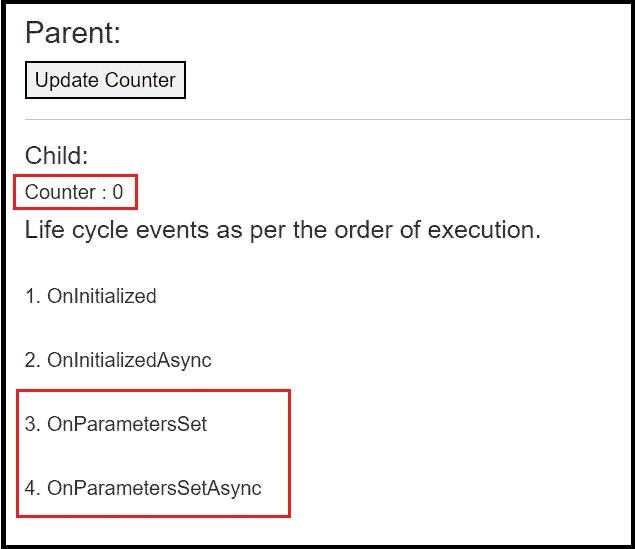 Parent:
Update Counter
Child:
Counter : 0
Life cycle events as per the order of execution.
1. OnInitialized
2. OnInitializedAsync
3. OnParametersSet
4. OnParametersSetAsync